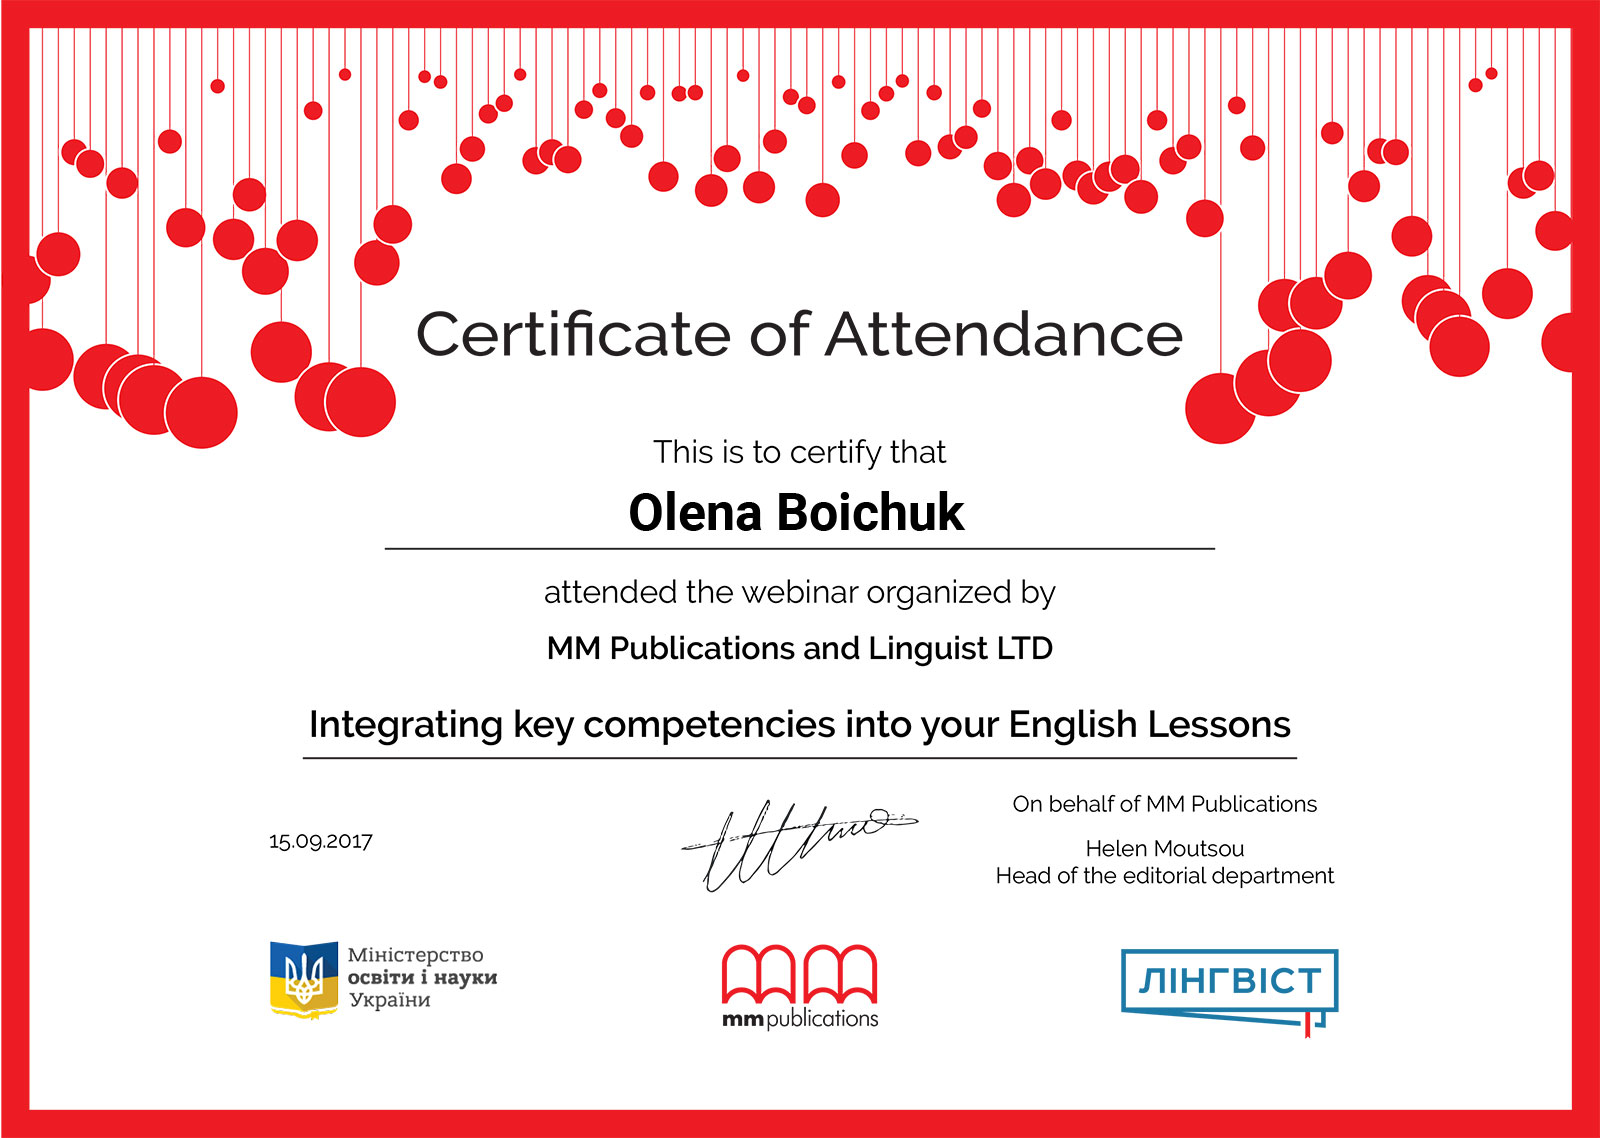 Certificate of Attendance
This is to certify that
Olena Boichuk
attended the webinar organized by
MM Publications and Linguist LTD
Integrating key competencies into your English Lessons
15.09.2017
On behalf of MM Publications
Helen Moutsou
Head of the editorial department
Міністерство
освіти і науки
України
mmpublications
ЛІНГВІСТ